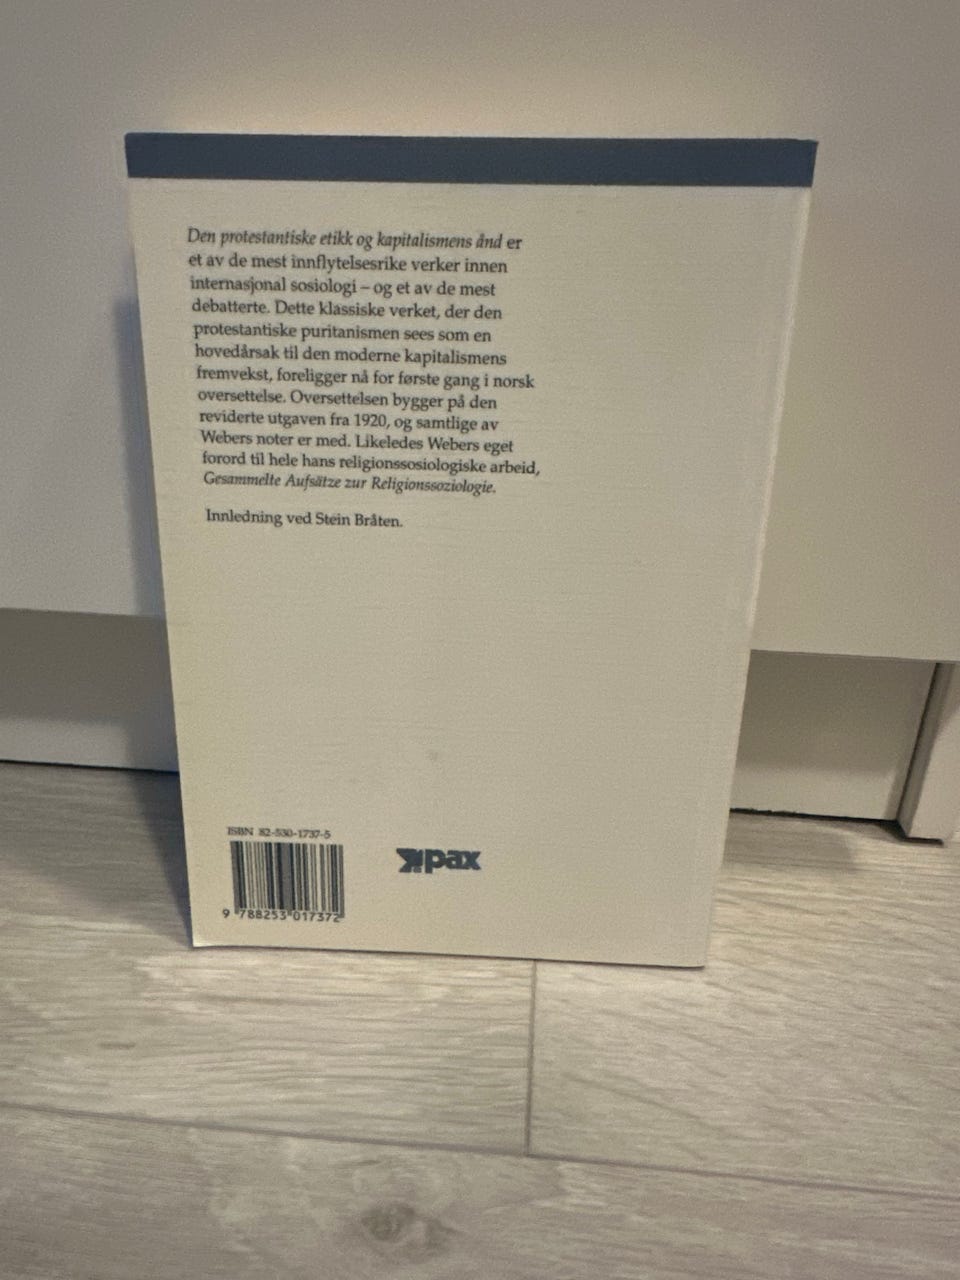 Den protestantiske etikk og kapitalismens ånd er
et av de mest innflytelsesrike verker innen
internasjonal sosiologi – og et av de mest
debatterte. Dette klassiske verket, der den
protestantiske puritanismen sees som en
hovedårsak til den moderne kapitalismens
fremvekst, foreligger nå for første gang i norsk
oversettelse. Oversettelsen bygger på den
reviderte utgaven fra 1920, og samtlige av
Webers noter er med. Likeledes Webers eget
forord til hele hans religionssosiologiske arbeid,
Gesammelte Aufsätze zur Religionssoziologie.
Innledning ved Stein Bråten.
ISBN 82-530-1737-5
9 788253 017372
pax